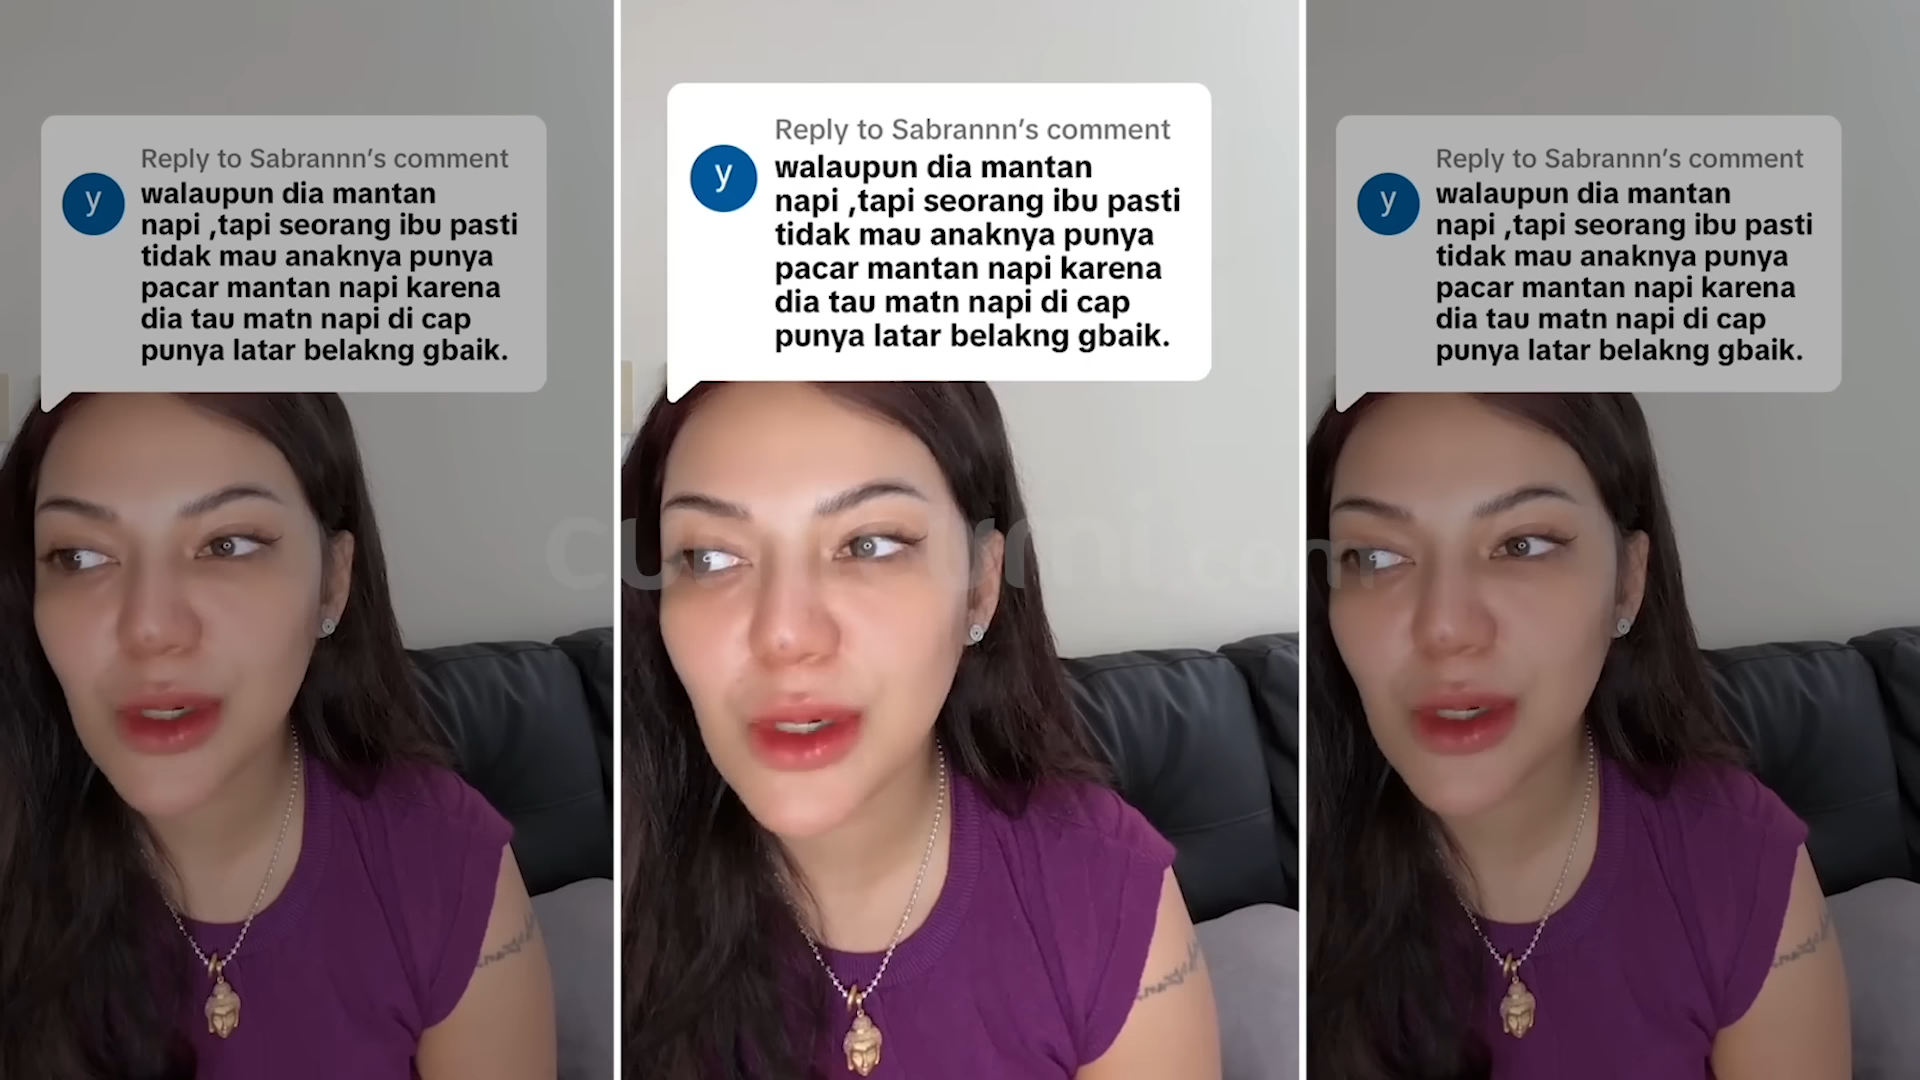 Reply to Sabrannn's comment
y
walaupun dia mantan
napi ,tapi seorang ibu pasti
tidak mau anaknya punya
pacar mantan napi karena
dia tau matn napi di cap
punya latar belakng gbaik.
Reply to Sabrannn's comment
y
walaupun dia mantan
napi ,tapi seorang ibu pasti
tidak mau anaknya punya
pacar mantan napi karena
dia tau matn napi di cap
punya latar belakng gbaik.
Reply to Sabrannn's comment
y
walaupun dia mantan
napi ,tapi seorang ibu pasti
tidak mau anaknya punya
pacar mantan napi karena
dia tau matn napi di cap
punya latar belakng gbaik.